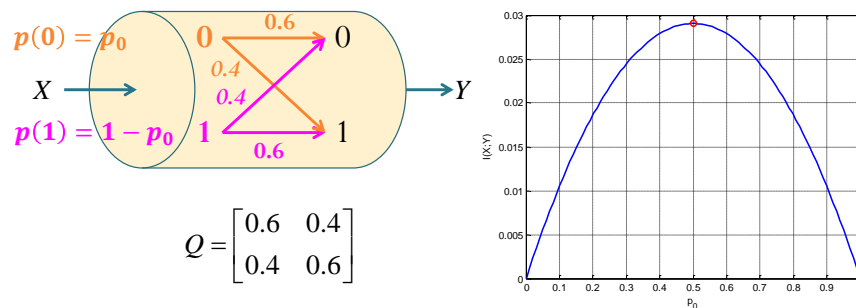 p(0) = p₀
0
0.6
0
0.4
X
0.4
Y
p(1) = 1 − p₀
1
0.6
1
Q = [0.6 0.4
0.4 0.6]
0.03
0.025
0.02
0.015
0.01
0.005
0
I(X;Y)
0 0.1 0.2 0.3 0.4 0.5 0.6 0.7 0.8 0.9
p₀